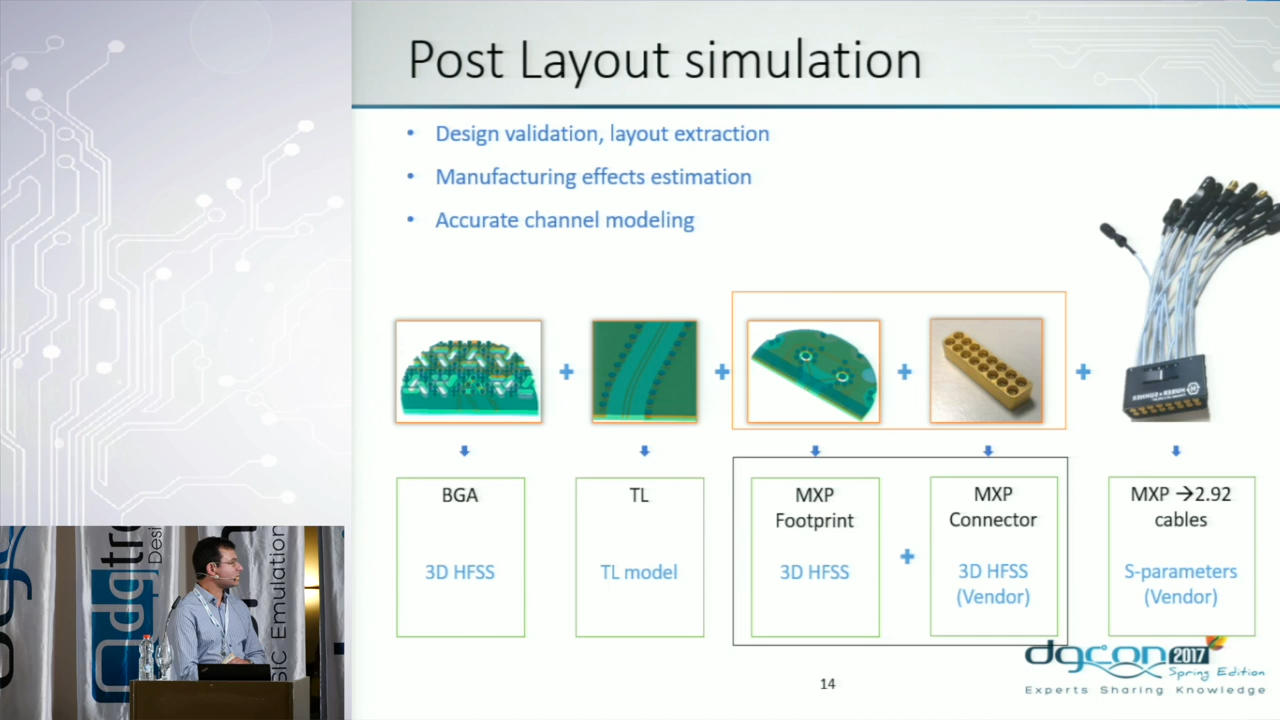 Post Layout simulation
• Design validation, layout extraction
• Manufacturing effects estimation
• Accurate channel modeling
+
+
+
+
HUBER+SUHNER
BGA
3D HFSS
TL
TL model
MXP
Footprint
3D HFSS
+
MXP
Connector
3D HFSS
(Vendor)
MXP →2.92
cables
S-parameters
(Vendor)
dgcon 2017
Spring Edition
Experts Sharing Knowledge
14